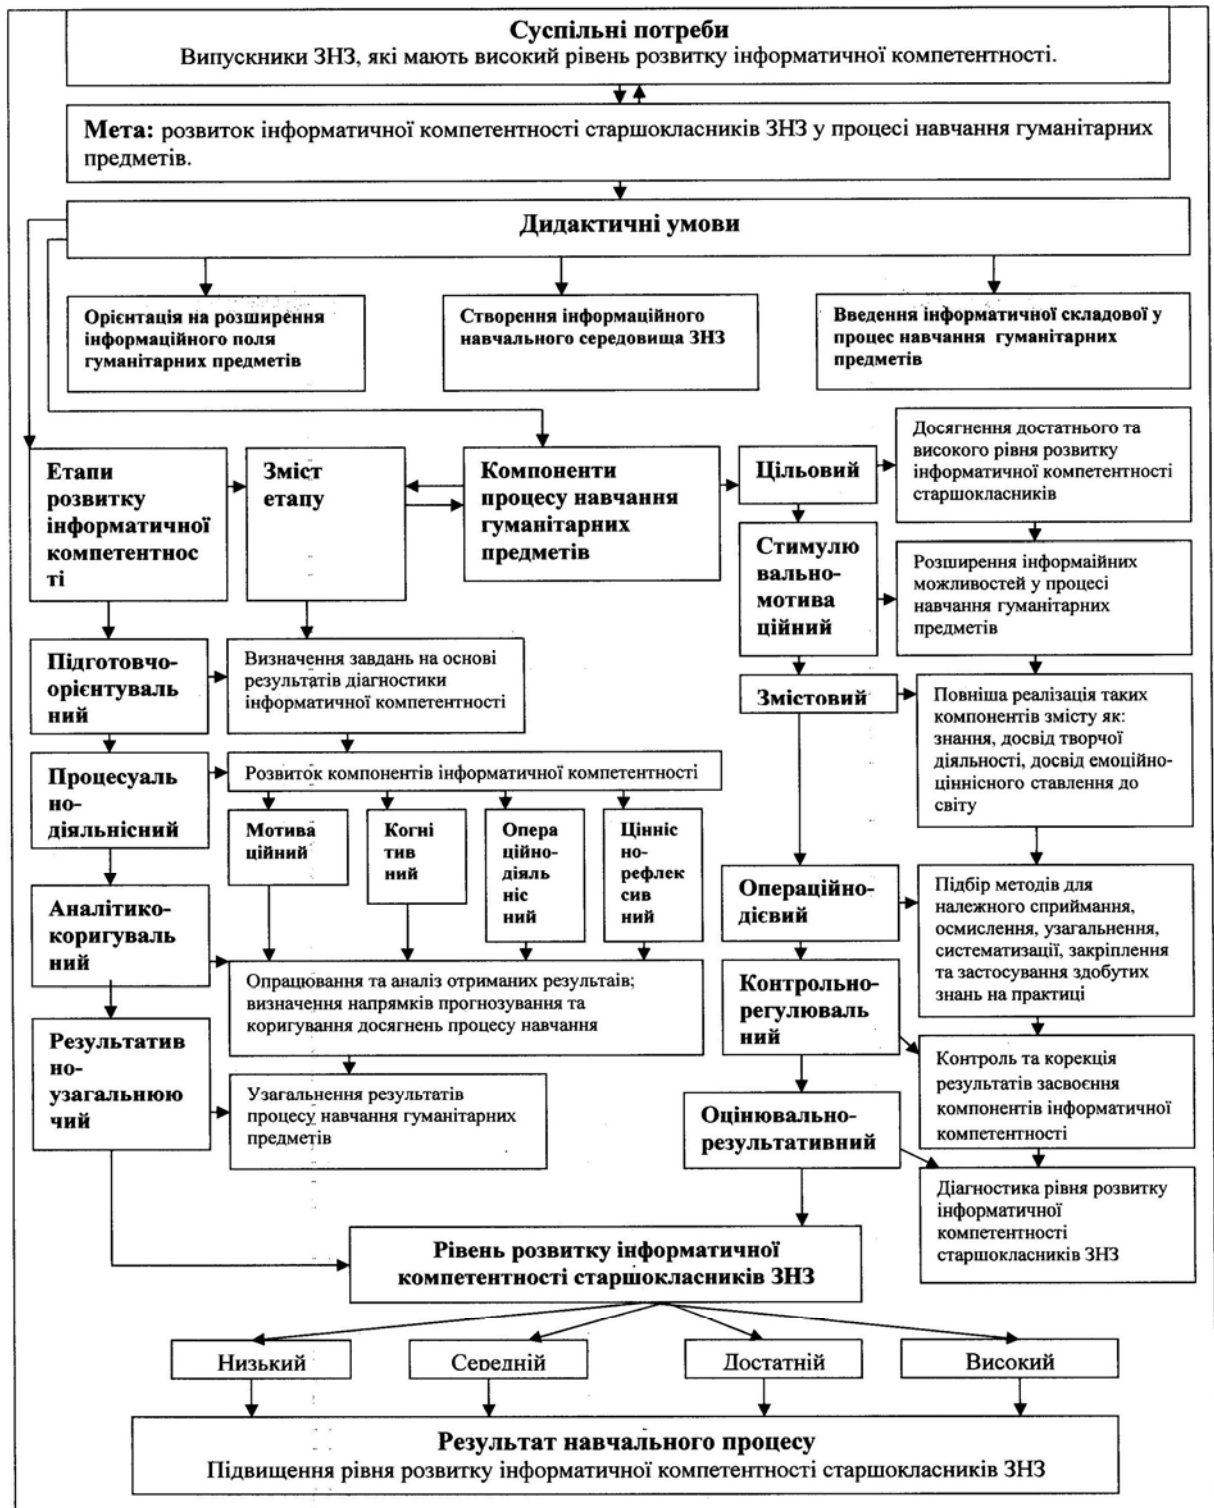 Суспільні потреби
Випускники ЗНЗ, які мають високий рівень розвитку інформатичної компетентності.
Мета: розвиток інформатичної компетентності старшокласників ЗНЗ у процесі навчання гуманітарних
предметів.
Дидактичні умови
Орієнтація на розширення
інформаційного поля
гуманітарних предметів
Створення інформаційного
навчального середовища ЗНЗ
Введення інформатичної складової у
процес навчання гуманітарних
предметів
Етапи
розвитку
інформатичної
компетентнос
ті
Зміст
етапу
Компоненти
процесу навчання
гуманітарних
предметів
Цільовий
Досягнення достатнього та
високого рівня розвитку
інформатичної компетентності
старшокласників
Стимулю
вально-
мотива
ційний
Розширення інформаійних
можливостей у процесі
навчання гуманітарних
предметів
Підготовчо-
орієнтуваль
ний
Визначення завдань на основі
результатів діагностики
інформатичної компетентності
Змістовий
Повніша реалізація таких
компонентів змісту як:
знання, досвід творчої
діяльності, досвід емоційно-
ціннісного ставлення до
світу
Процесуаль
но-
діяльнісний
Розвиток компонентів інформатичної компетентності
Мотива
ційний
Когні
тив
ний
Опера
ційно-
діяль
ніс
ний
Цінніс
но-
рефлек
сив
ний
Аналітико-
коригуваль
ний
Опрацювання та аналіз отриманих результаів;
визначення напрямків прогнозування та
коригування досягнень процесу навчання
Операційно-
дієвий
Підбір методів для
належного сприймання,
осмислення, узагальнення,
систематизації, закріплення
та застосування здобутих
знань на практиці
Контрольно-
регулюваль
ний
Контроль та корекція
результатів засвоєння
компонентів інформатичної
компетентності
Результатив
но-
узагальнюю
чий
Узагальнення результатів
процесу навчання гуманітарних
предметів
Оцінювально-
результативний
Діагностика рівня розвитку
інформатичної
компетентності
старшокласників ЗНЗ
Рівень розвитку інформатичної
компетентності старшокласників ЗНЗ
Низький
Середній
Достатній
Високий
Результат навчального процесу
Підвищення рівня розвитку інформатичної компетентності старшокласників ЗНЗ